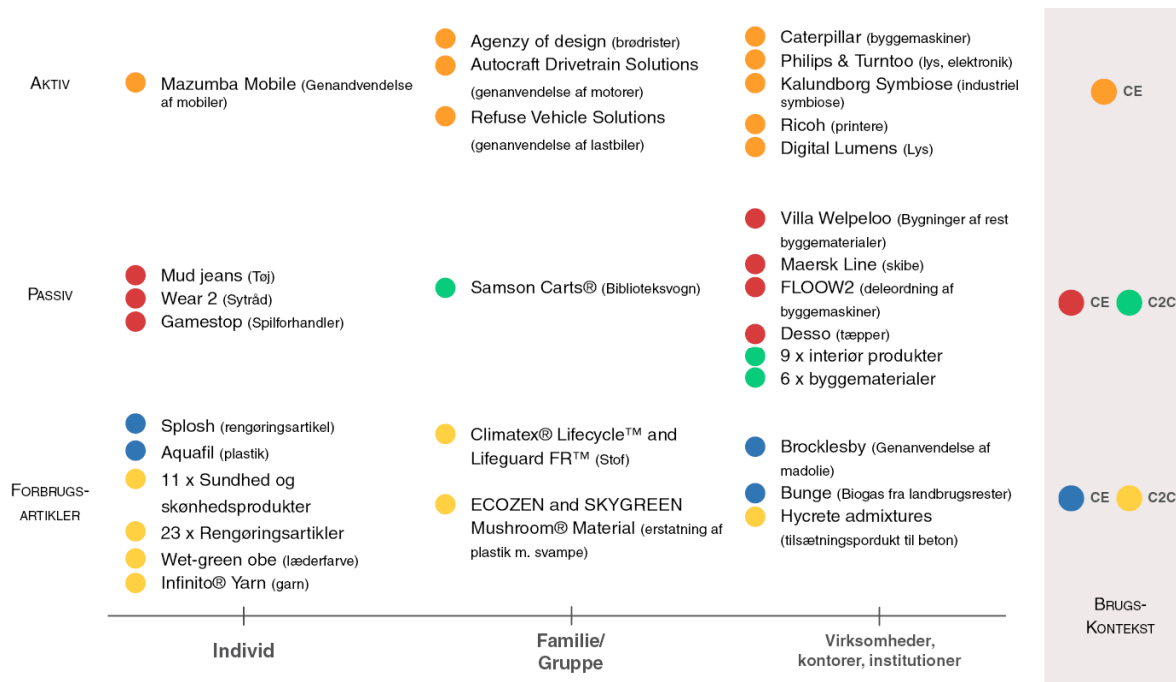 AKTIV
Mazumba Mobile (Genandvendelse
af mobiler)
Agenzy of design (brødrister)
Autocraft Drivetrain Solutions
(genanvendelse af motorer)
Refuse Vehicle Solutions
(genanvendelse af lastbiler)
Caterpillar (byggemaskiner)
Philips & Turntoo (lys, elektronik)
Kalundborg Symbiose (industriel
symbiose)
Ricoh (printere)
Digital Lumens (Lys)
CE
PASSIV
Mud jeans (Tøj)
Wear 2 (Sytråd)
Gamestop (Spilforhandler)
Samson Carts® (Biblioteksvogn)
Villa Welpeloo (Bygninger af rest
byggematerialer)
Maersk Line (skibe)
FLOOW2 (deleordning af
byggemaskiner)
Desso (tæpper)
9 x interiør produkter
6 x byggematerialer
CE C2C
FORBRUGS-
ARTIKLER
Splosh (rengøringsartikel)
Aquafil (plastik)
11 x Sundhed og
skønhedsprodukter
23 x Rengøringsartikler
Wet-green obe (læderfarve)
Infinito® Yarn (garn)
Climatex® Lifecycle™ and
Lifeguard FR™ (Stof)
ECOZEN and SKYGREEN
Mushroom® Material (erstatning af
plastik m. svampe)
Brocklesby (Genanvendelse af
madolie)
Bunge (Biogas fra landbrugsrester)
Hycrete admixtures
(tilsætningspordukt til beton)
CE C2C
Individ
Familie/
Gruppe
Virksomheder,
kontorer, institutioner
BRUGS-
KONTEKST